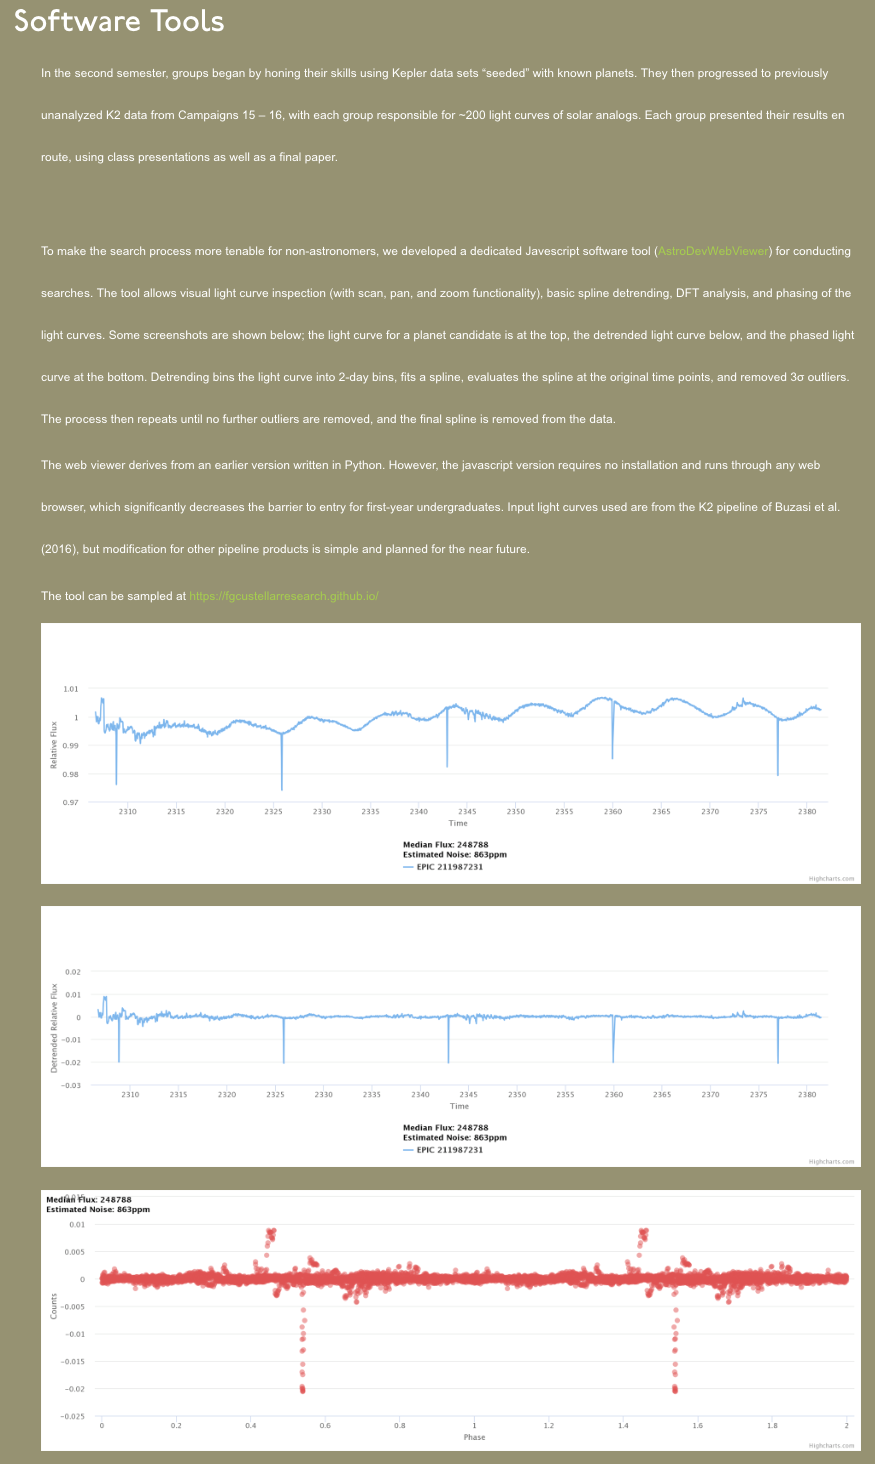 Software Tools
In the second semester, groups began by honing their skills using Kepler data sets “seeded” with known planets. They then progressed to previously
unanalyzed K2 data from Campaigns 15 – 16, with each group responsible for ~200 light curves of solar analogs. Each group presented their results en
route, using class presentations as well as a final paper.
To make the search process more tenable for non-astronomers, we developed a dedicated Javescript software tool (AstroDevWebViewer) for conducting
searches. The tool allows visual light curve inspection (with scan, pan, and zoom functionality), basic spline detrending, DFT analysis, and phasing of the
light curves. Some screenshots are shown below; the light curve for a planet candidate is at the top, the detrended light curve below, and the phased light
curve at the bottom. Detrending bins the light curve into 2-day bins, fits a spline, evaluates the spline at the original time points, and removed 3σ outliers.
The process then repeats until no further outliers are removed, and the final spline is removed from the data.
The web viewer derives from an earlier version written in Python. However, the javascript version requires no installation and runs through any web
browser, which significantly decreases the barrier to entry for first-year undergraduates. Input light curves used are from the K2 pipeline of Buzasi et al.
(2016), but modification for other pipeline products is simple and planned for the near future.
The tool can be sampled at https://fgcustellarresearch.github.io/
1.01
1
0.99
0.98
0.97
Relative Flux
2310 2315 2320 2325 2330 2335 2340 2345 2350 2355 2360 2365 2370 2375 2380
Time
Median Flux: 248788
Estimated Noise: 863ppm
EPIC 211987231
Highcharts.com
0.02
0.01
0
−0.01
−0.02
−0.03
Detrended Relative Flux
2310 2315 2320 2325 2330 2335 2340 2345 2350 2355 2360 2365 2370 2375 2380
Time
Median Flux: 248788
Estimated Noise: 863ppm
EPIC 211987231
Highcharts.com
0.015
Median Flux: 248788
Estimated Noise: 863ppm
0.01
0.005
0
−0.005
−0.01
−0.015
−0.02
−0.025
Counts
0 0.2 0.4 0.6 0.8 1 1.2 1.4 1.6 1.8 2
Phase
Highcharts.com